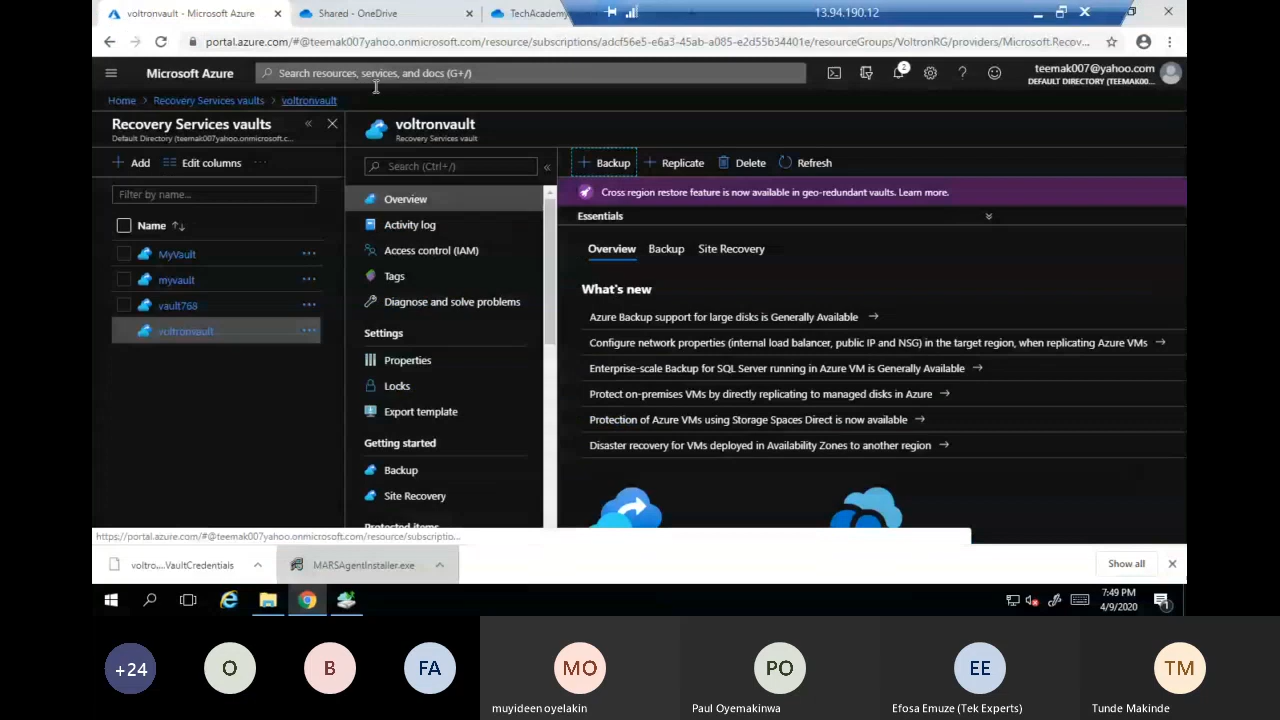 voltronvault - Microsoft Azure
Shared - OneDrive
TechAcademy
13.94.190.12
portal.azure.com/#@teemak007yahoo.onmicrosoft.com/resource/subscriptions/adcf56e5-e6a3-45ab-a085-e2d55b34401e/resourceGroups/VoltronRG/providers/Microsoft.Recov...
Microsoft Azure
Search resources, services, and docs (G+/)
2
teemak007@yahoo.com
DEFAULT DIRECTORY (TEEMAK00...
Home > Recovery Services vaults > voltronvault
Recovery Services vaults
Default Directory (teemak007yahoo.onmicrosoft.c...
Add
Edit columns
Filter by name...
Name
MyVault
myvault
vault768
voltronvault
voltronvault
Recovery Services vault
Search (Ctrl+/)
Overview
Activity log
Access control (IAM)
Tags
Diagnose and solve problems
Settings
Properties
Locks
Export template
Getting started
Backup
Site Recovery
Protected items
Backup
Replicate
Delete
Refresh
Cross region restore feature is now available in geo-redundant vaults. Learn more.
Essentials
Overview
Backup
Site Recovery
What's new
Azure Backup support for large disks is Generally Available
Configure network properties (internal load balancer, public IP and NSG) in the target region, when replicating Azure VMs
Enterprise-scale Backup for SQL Server running in Azure VM is Generally Available
Protect on-premises VMs by directly replicating to managed disks in Azure
Protection of Azure VMs using Storage Spaces Direct is now available
Disaster recovery for VMs deployed in Availability Zones to another region
https://portal.azure.com/#@teemak007yahoo.onmicrosoft.com/resource/subscriptio...
voltro....VaultCredentials
MARSAgentInstaller.exe
Show all
7:49 PM
4/9/2020
1
+24
O
B
FA
MO
PO
EE
TM
muyideen oyelakin
Paul Oyemakinwa
Efosa Emuze (Tek Experts)
Tunde Makinde